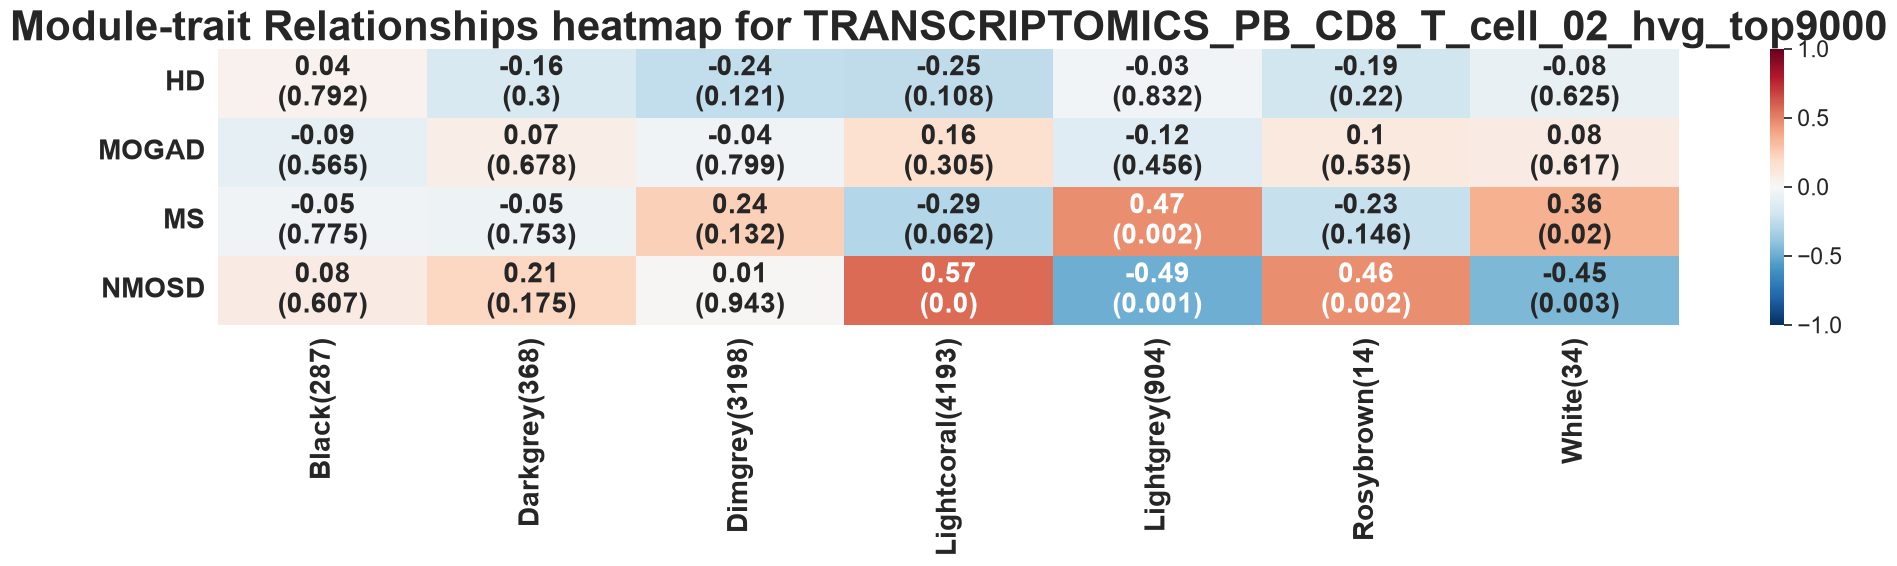 Module-trait Relationships heatmap for TRANSCRIPTOMICS_PB_CD8_T_cell_02_hvg_top9000
HD
0.04 -0.16 -0.24 -0.25 -0.03 -0.19 -0.08
(0.792) (0.3) (0.121) (0.108) (0.832) (0.22) (0.625)
MOGAD
-0.09 0.07 -0.04 0.16 -0.12 0.1 0.08
(0.565) (0.678) (0.799) (0.305) (0.456) (0.535) (0.617)
MS
-0.05 -0.05 0.24 -0.29 0.47 -0.23 0.36
(0.775) (0.753) (0.132) (0.062) (0.002) (0.146) (0.02)
NMOSD
0.08 0.21 0.01 0.57 -0.49 0.46 -0.45
(0.607) (0.175) (0.943) (0.0) (0.001) (0.002) (0.003)
Black(287)
Darkgrey(368)
Dimgrey(3198)
Lightcoral(4193)
Lightgrey(904)
Rosybrown(14)
White(34)
1.0
0.5
0.0
−0.5
−1.0